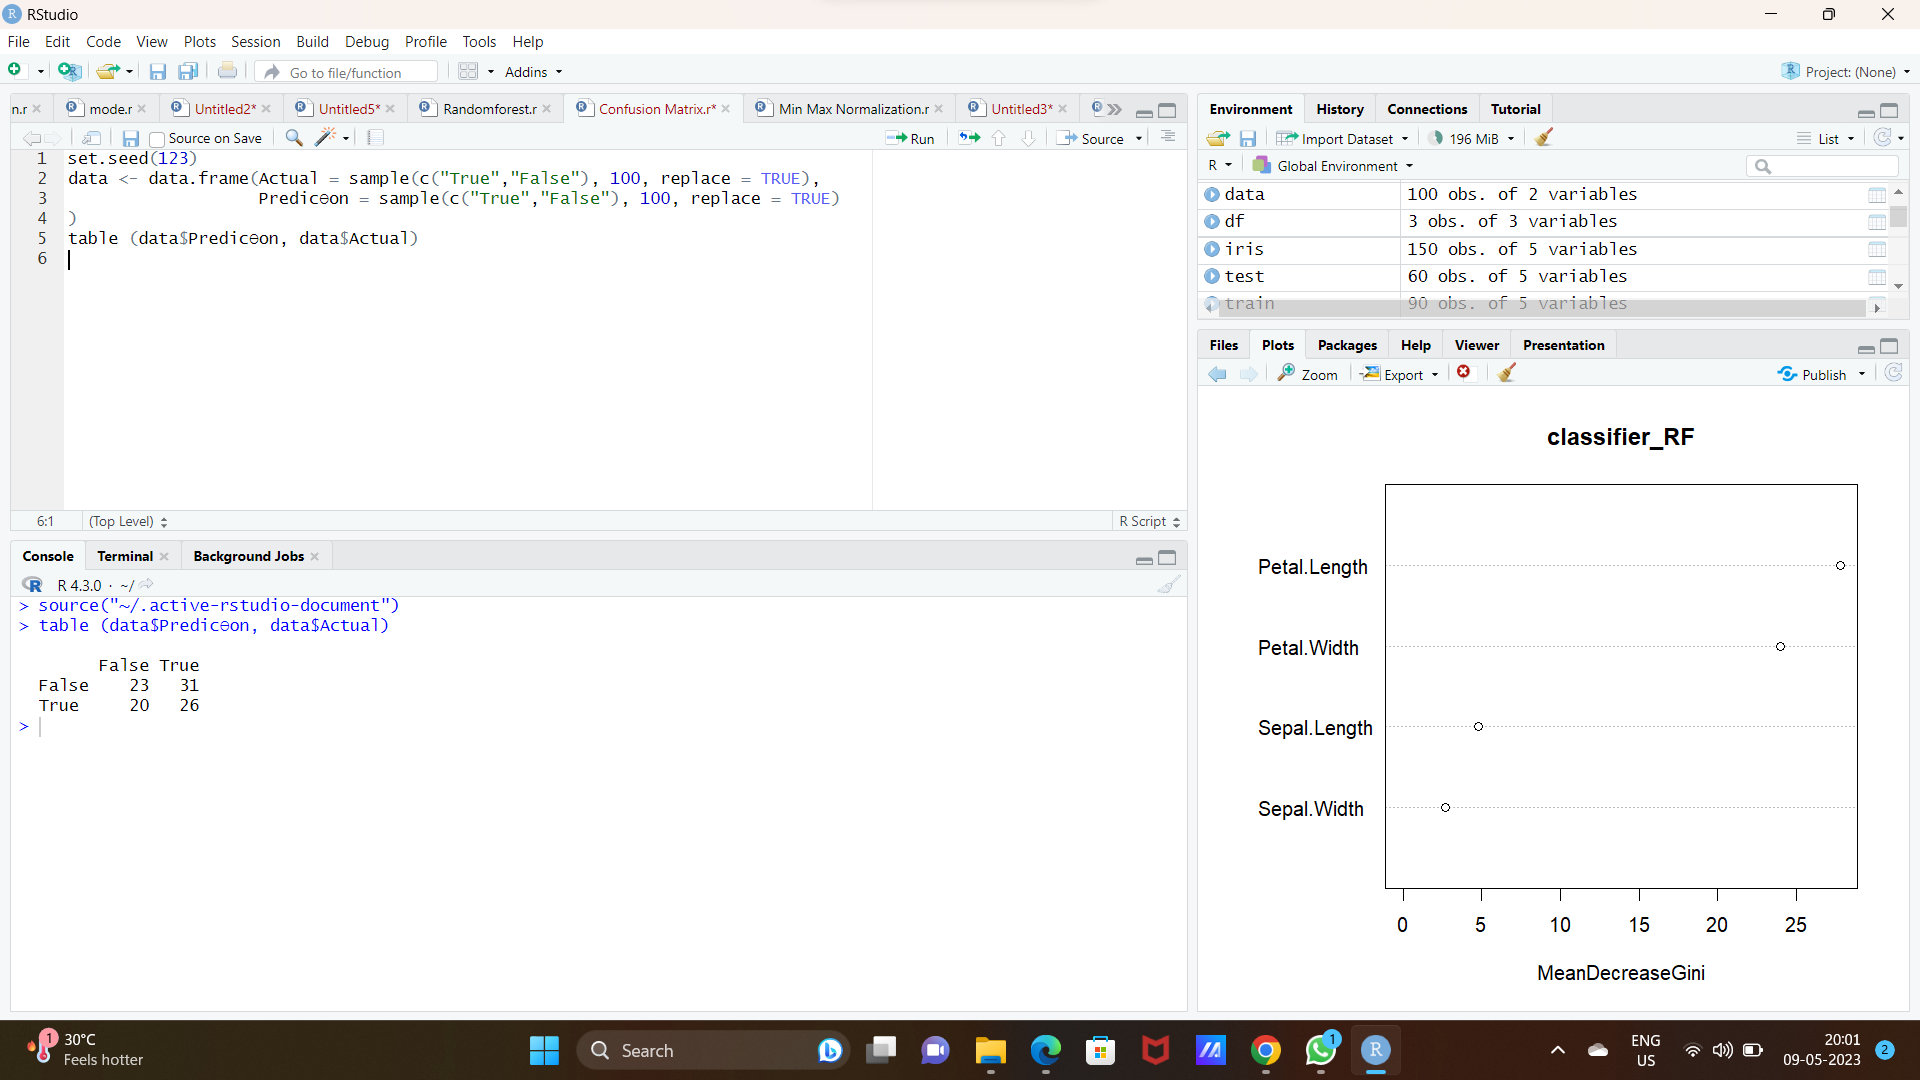 RStudio
File Edit Code View Plots Session Build Debug Profile Tools Help
Go to file/function Addins Project: (None)
n.r mode.r Untitled2* Untitled5* Randomforest.r Confusion Matrix.r* Min Max Normalization.r Untitled3*
Source on Save Run Source
1 set.seed(123)
2 data <- data.frame(Actual = sample(c("True","False"), 100, replace = TRUE),
3 Predicɵon = sample(c("True","False"), 100, replace = TRUE)
4 )
5 table (data$Predicɵon, data$Actual)
6
6:1 (Top Level) R Script
Console Terminal Background Jobs
R 4.3.0 · ~/
> source("~/.active-rstudio-document")
> table (data$Predicɵon, data$Actual)
False True
False 23 31
True 20 26
>
Environment History Connections Tutorial
Import Dataset 196 MiB List
R Global Environment
data 100 obs. of 2 variables
df 3 obs. of 3 variables
iris 150 obs. of 5 variables
test 60 obs. of 5 variables
train 90 obs. of 5 variables
Files Plots Packages Help Viewer Presentation
Zoom Export Publish
classifier_RF
Petal.Length
Petal.Width
Sepal.Length
Sepal.Width
0 5 10 15 20 25
MeanDecreaseGini
1 30°C
Feels hotter
Search
1
ENG
US
20:01
09-05-2023
2